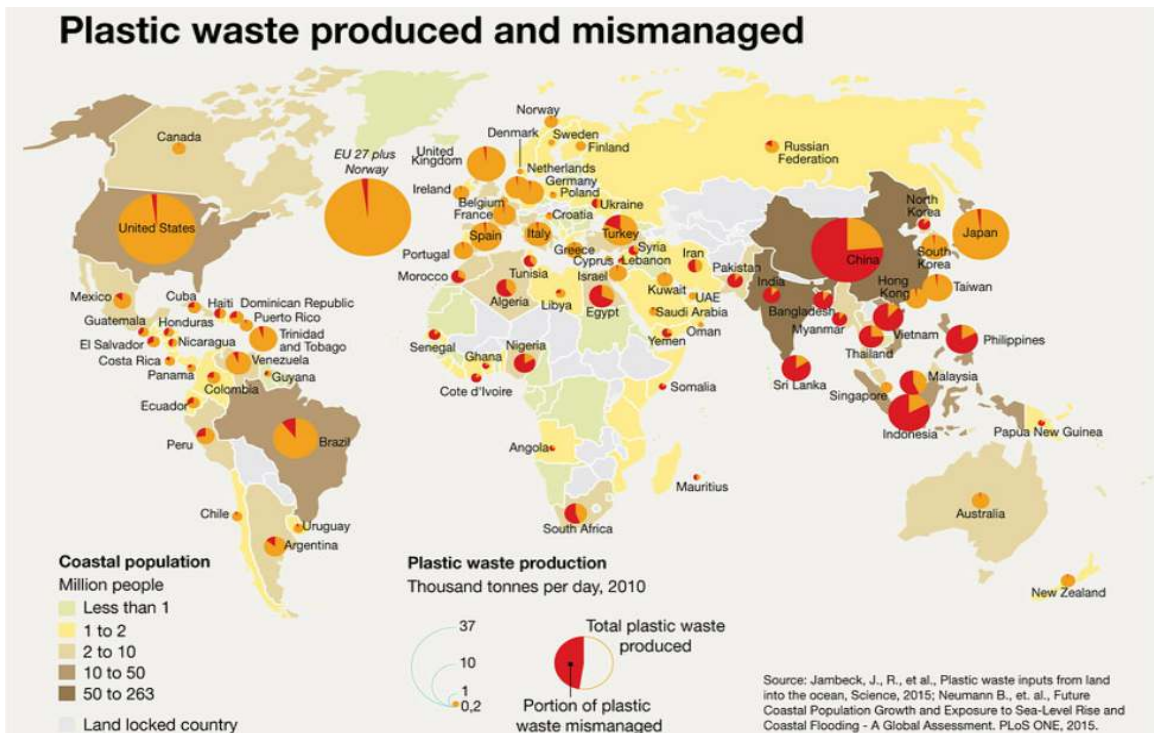 Plastic waste produced and mismanaged
Norway
Denmark
Sweden
Finland
Canada
EU 27 plus
Norway
United
Kingdom
Netherlands
Germany
Poland
Russian
Federation
Ireland
Belgium
France
Ukraine
Croatia
North
Korea
United States
Spain
Italy
Turkey
Japan
Portugal
Greece
Syria
Cyprus
Lebanon
Iran
China
South
Korea
Morocco
Tunisia
Israel
Pakistan
India
Hong
Kong
Taiwan
Mexico
Cuba
Haiti
Dominican Republic
Puerto Rico
Algeria
Libya
Egypt
Kuwait
UAE
Saudi Arabia
Oman
Yemen
Bangladesh
Myanmar
Vietnam
Thailand
Philippines
Guatemala
Honduras
El Salvador
Nicaragua
Trinidad
and Tobago
Costa Rica
Venezuela
Panama
Guyana
Colombia
Ecuador
Senegal
Ghana
Nigeria
Cote d'Ivoire
Somalia
Sri Lanka
Singapore
Malaysia
Indonesia
Papua New Guinea
Peru
Brazil
Angola
Mauritius
Chile
Uruguay
Argentina
South Africa
Australia
New Zealand
Coastal population
Million people
Less than 1
1 to 2
2 to 10
10 to 50
50 to 263
Land locked country
Plastic waste production
Thousand tonnes per day, 2010
37
10
1
0,2
Total plastic waste
produced
Portion of plastic
waste mismanaged
Source: Jambeck, J., R., et al., Plastic waste inputs from land
into the ocean, Science, 2015; Neumann B., et. al., Future
Coastal Population Growth and Exposure to Sea-Level Rise and
Coastal Flooding - A Global Assessment. PLoS ONE, 2015.